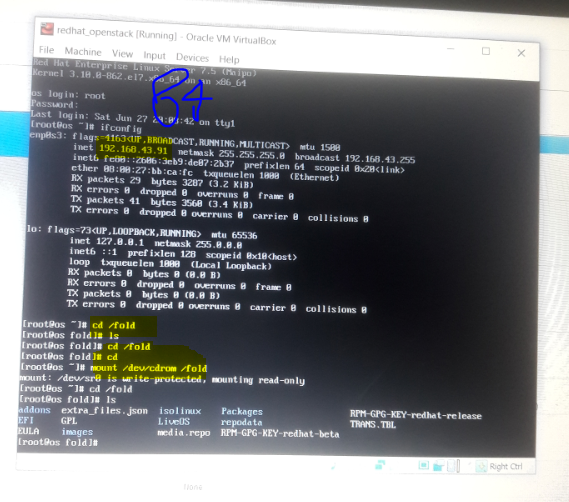 redhat_openstack [Running] - Oracle VM VirtualBox
File Machine View Input Devices Help
Red Hat Enterprise Linux Server 7.5 (Maipo)
Kernel 3.10.0-862.el7.x86_64 on an x86_64
64
os login: root
Password:
Last login: Sat Jun 27 on tty1
[root@os ~]# ifconfig
enp0s3: flags=4163<UP,BROADCAST,RUNNING,MULTICAST> mtu 1500
inet 192.168.43.91 netmask 255.255.255.0 broadcast 192.168.43.255
inet6 fe80::2606:3eb9:de07:2b37 prefixlen 64 scopeid 0x20<link>
ether 08:00:27:bb:ca:fc txqueuelen 1000 (Ethernet)
RX packets 29 bytes 3287 (3.2 KiB)
RX errors 0 dropped 0 overruns 0 frame 0
TX packets 41 bytes 3560 (3.4 KiB)
TX errors 0 dropped 0 overruns 0 carrier 0 collisions 0
lo: flags=73<UP,LOOPBACK,RUNNING> mtu 65536
inet 127.0.0.1 netmask 255.0.0.0
inet6 ::1 prefixlen 128 scopeid 0x10<host>
loop txqueuelen 1000 (Local Loopback)
RX packets 0 bytes 0 (0.0 B)
RX errors 0 dropped 0 overruns 0 frame 0
TX packets 0 bytes 0 (0.0 B)
TX errors 0 dropped 0 overruns 0 carrier 0 collisions 0
[root@os ~]# cd /fold
[root@os fold]# ls
[root@os fold]# cd /fold
[root@os fold]# cd
[root@os ~]# mount /dev/cdrom /fold
mount: /dev/sr0 is write-protected, mounting read-only
[root@os ~]# cd /fold
[root@os fold]# ls
addons extra_files.json isolinux Packages RPM-GPG-KEY-redhat-release
EFI GPL LiveOS repodata TRANS.TBL
EULA images media.repo RPM-GPG-KEY-redhat-beta
[root@os fold]#
Right Ctrl